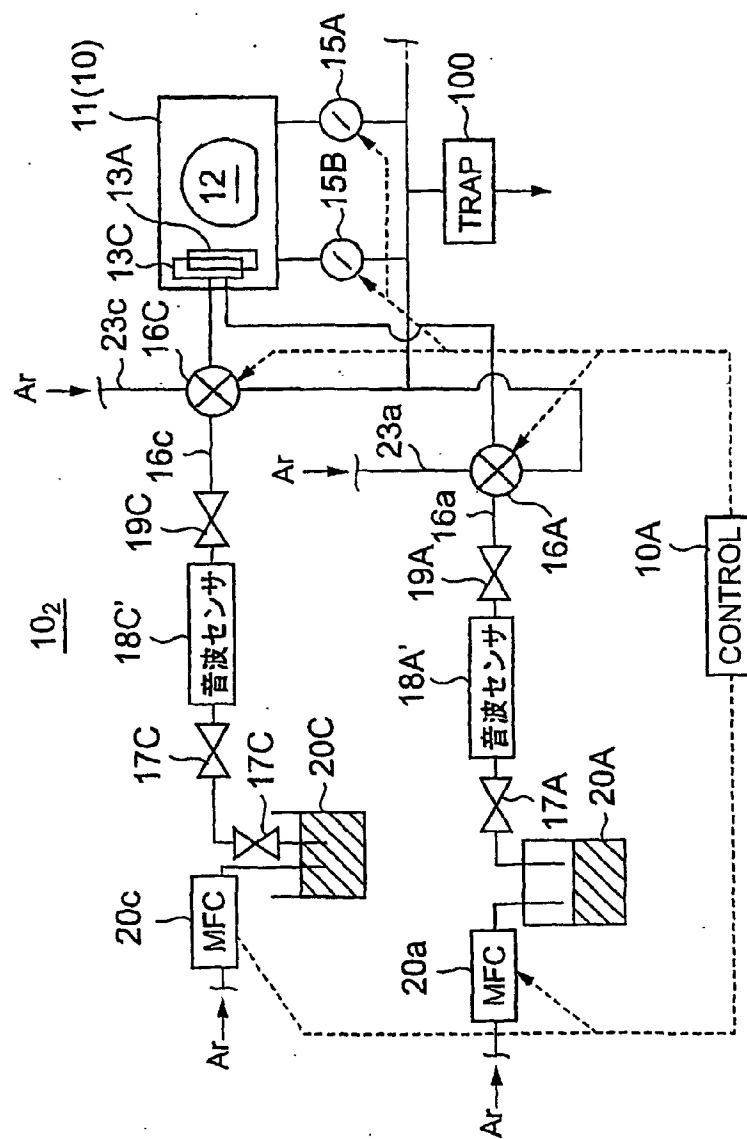 10₂
11(10)
13A
13C
12
15A
15B
100
TRAP
Ar
23c
16C
16c
19C
18C'
音波センサ
17C
17C
20C
20c
MFC
Ar
Ar
23a
16a
16A
19A
18A'
音波センサ
17A
20A
20a
MFC
Ar
10A
CONTROL